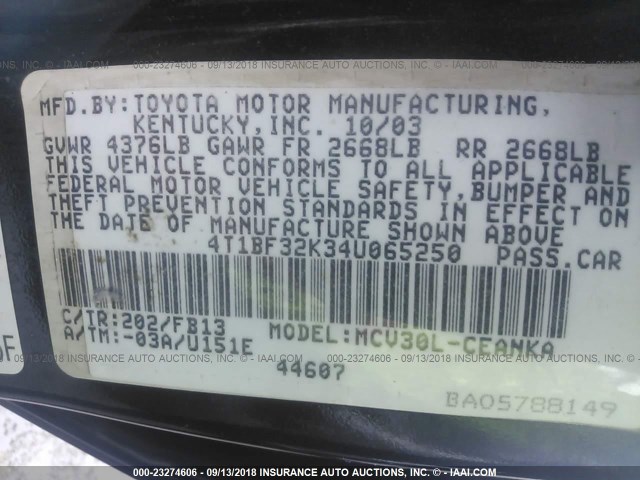 000-23274606 - 09/13/2018 INSURANCE AUTO AUCTIONS - © - IAAI.COM
MFD.BY:TOYOTA MOTOR MANUFACTURING,
KENTUCKY,INC. 10/03
GVWR 4376LB GAWR FR 2668LB RR 2668LB
THIS VEHICLE CONFORMS TO ALL APPLICABLE
FEDERAL MOTOR VEHICLE SAFETY,BUMPER AND
THEFT PREVENTION STANDARDS IN EFFECT ON
THE DATE OF MANUFACTURE SHOWN ABOVE
4T1BF32K34U065250 PASS.CAR
C/TR:202/FB13 MODEL:MCV30L-CEANKA
A/TM:-03A/U151E
44607
BA05788149
000-23274606 - 09/13/2018 INSURANCE AUTO AUCTIONS - © - IAAI.COM